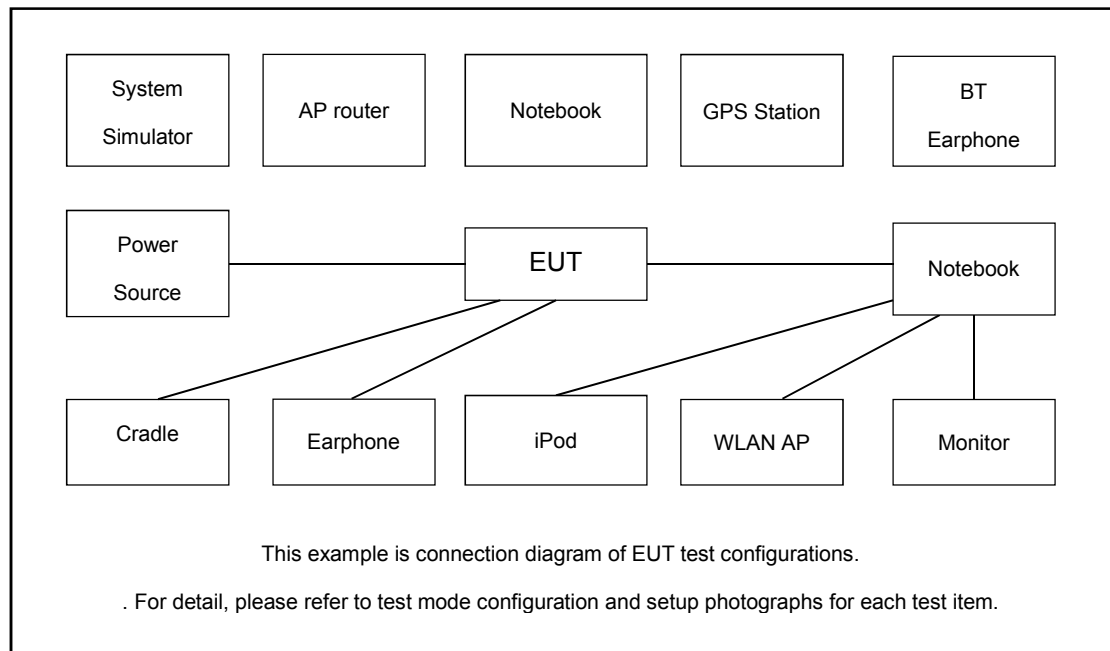 System
Simulator
AP router
Notebook
GPS Station
BT
Earphone
Power
Source
EUT
Notebook
Cradle
Earphone
iPod
WLAN AP
Monitor
This example is connection diagram of EUT test configurations.
. For detail, please refer to test mode configuration and setup photographs for each test item.